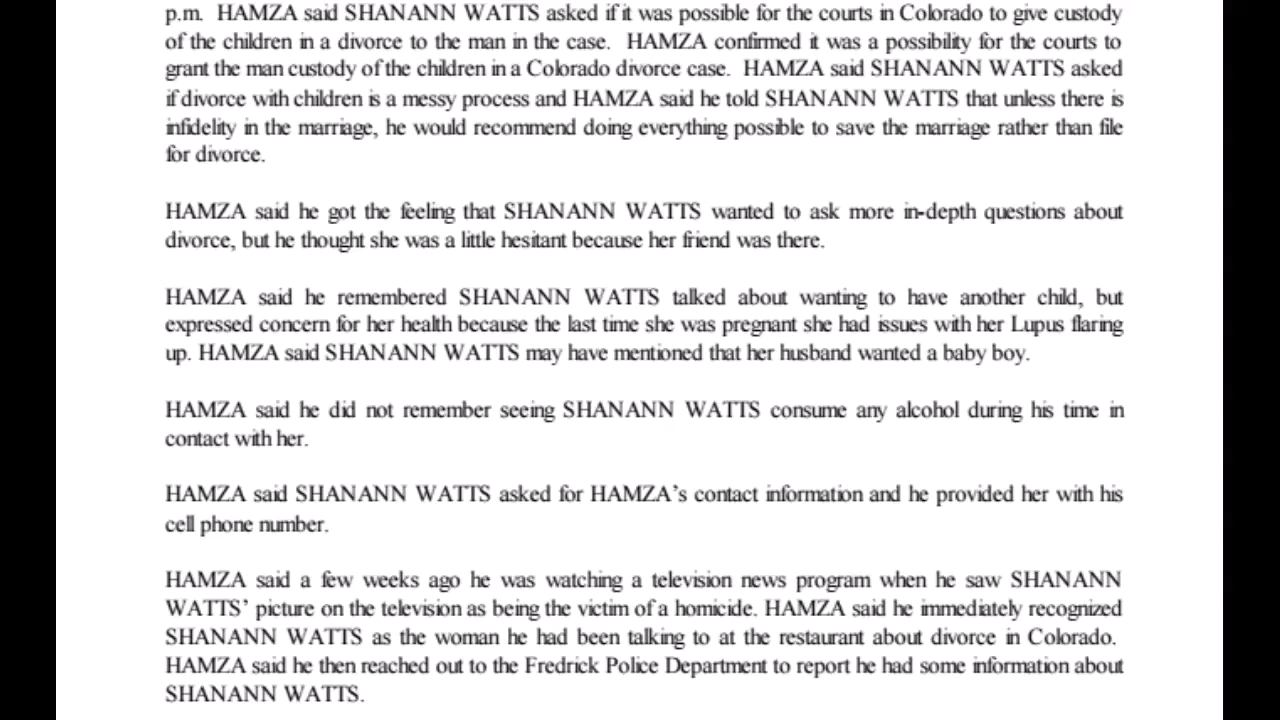 p.m. HAMZA said SHANANN WATTS asked if it was possible for the courts in Colorado to give custody
of the children in a divorce to the man in the case. HAMZA confirmed it was a possibility for the courts to
grant the man custody of the children in a Colorado divorce case. HAMZA said SHANANN WATTS asked
if divorce with children is a messy process and HAMZA said he told SHANANN WATTS that unless there is
infidelity in the marriage, he would recommend doing everything possible to save the marriage rather than file
for divorce.
HAMZA said he got the feeling that SHANANN WATTS wanted to ask more in-depth questions about
divorce, but he thought she was a little hesitant because her friend was there.
HAMZA said he remembered SHANANN WATTS talked about wanting to have another child, but
expressed concern for her health because the last time she was pregnant she had issues with her Lupus flaring
up. HAMZA said SHANANN WATTS may have mentioned that her husband wanted a baby boy.
HAMZA said he did not remember seeing SHANANN WATTS consume any alcohol during his time in
contact with her.
HAMZA said SHANANN WATTS asked for HAMZA's contact information and he provided her with his
cell phone number.
HAMZA said a few weeks ago he was watching a television news program when he saw SHANANN
WATTS' picture on the television as being the victim of a homicide. HAMZA said he immediately recognized
SHANANN WATTS as the woman he had been talking to at the restaurant about divorce in Colorado.
HAMZA said he then reached out to the Fredrick Police Department to report he had some information about
SHANANN WATTS.